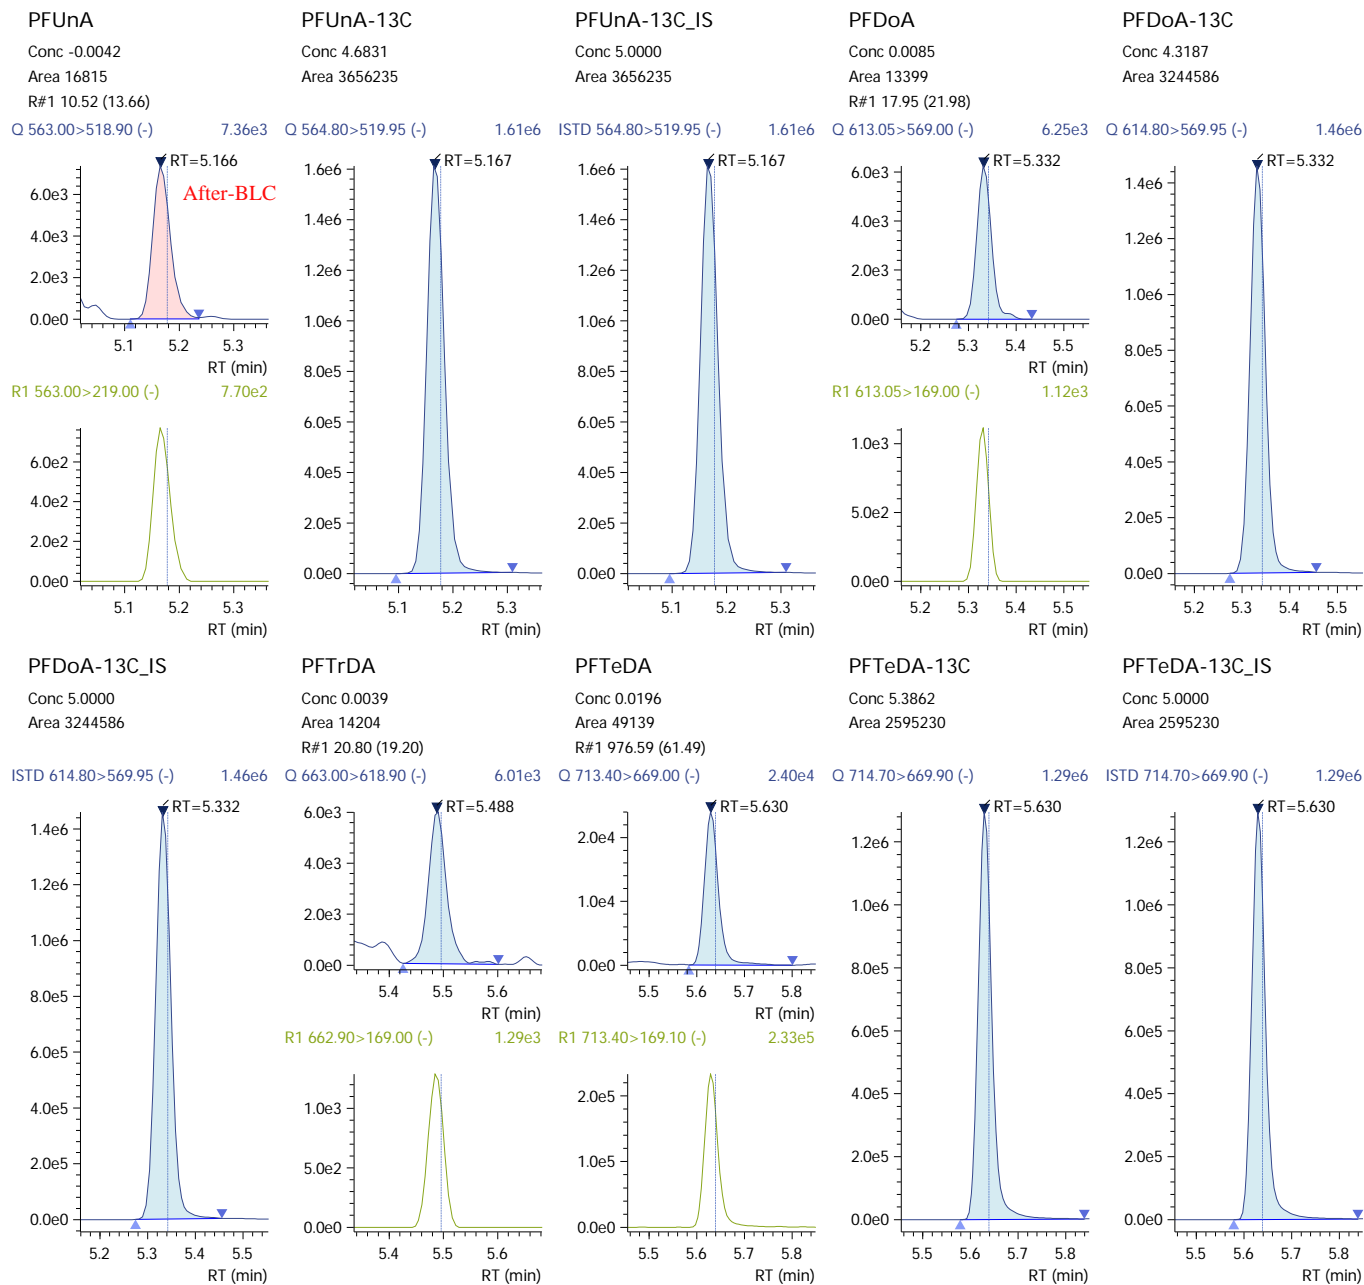 PFUnA
Conc -0.0042
Area 16815
R#1 10.52 (13.66)
Q 563.00>518.90 (-) 7.36e3
RT=5.166
After-BLC
6.0e3
4.0e3
2.0e3
0.0e0
5.1 5.2 5.3
RT (min)
R1 563.00>219.00 (-) 7.70e2
6.0e2
4.0e2
2.0e2
0.0e0
5.1 5.2 5.3
RT (min)
PFUnA-13C
Conc 4.6831
Area 3656235
Q 564.80>519.95 (-) 1.61e6
RT=5.167
1.6e6
1.4e6
1.2e6
1.0e6
8.0e5
6.0e5
4.0e5
2.0e5
0.0e0
5.1 5.2 5.3
RT (min)
PFUnA-13C_IS
Conc 5.0000
Area 3656235
ISTD 564.80>519.95 (-) 1.61e6
RT=5.167
1.6e6
1.4e6
1.2e6
1.0e6
8.0e5
6.0e5
4.0e5
2.0e5
0.0e0
5.1 5.2 5.3
RT (min)
PFDoA
Conc 0.0085
Area 13399
R#1 17.95 (21.98)
Q 613.05>569.00 (-) 6.25e3
RT=5.332
6.0e3
4.0e3
2.0e3
0.0e0
5.2 5.3 5.4 5.5
RT (min)
R1 613.05>169.00 (-) 1.12e3
1.0e3
5.0e2
0.0e0
5.2 5.3 5.4 5.5
RT (min)
PFDoA-13C
Conc 4.3187
Area 3244586
Q 614.80>569.95 (-) 1.46e6
RT=5.332
1.4e6
1.2e6
1.0e6
8.0e5
6.0e5
4.0e5
2.0e5
0.0e0
5.2 5.3 5.4 5.5
RT (min)
PFDoA-13C_IS
Conc 5.0000
Area 3244586
ISTD 614.80>569.95 (-) 1.46e6
RT=5.332
1.4e6
1.2e6
1.0e6
8.0e5
6.0e5
4.0e5
2.0e5
0.0e0
5.2 5.3 5.4 5.5
RT (min)
PFTrDA
Conc 0.0039
Area 14204
R#1 20.80 (19.20)
Q 663.00>618.90 (-) 6.01e3
RT=5.488
6.0e3
4.0e3
2.0e3
0.0e0
5.4 5.5 5.6
RT (min)
R1 662.90>169.00 (-) 1.29e3
1.0e3
5.0e2
0.0e0
5.4 5.5 5.6
RT (min)
PFTeDA
Conc 0.0196
Area 49139
R#1 976.59 (61.49)
Q 713.40>669.00 (-) 2.40e4
RT=5.630
2.0e4
1.0e4
0.0e0
5.5 5.6 5.7 5.8
RT (min)
R1 713.40>169.10 (-) 2.33e5
2.0e5
1.0e5
0.0e0
5.5 5.6 5.7 5.8
RT (min)
PFTeDA-13C
Conc 5.3862
Area 2595230
Q 714.70>669.90 (-) 1.29e6
RT=5.630
1.2e6
1.0e6
8.0e5
6.0e5
4.0e5
2.0e5
0.0e0
5.5 5.6 5.7 5.8
RT (min)
PFTeDA-13C_IS
Conc 5.0000
Area 2595230
ISTD 714.70>669.90 (-) 1.29e6
RT=5.630
1.2e6
1.0e6
8.0e5
6.0e5
4.0e5
2.0e5
0.0e0
5.5 5.6 5.7 5.8
RT (min)